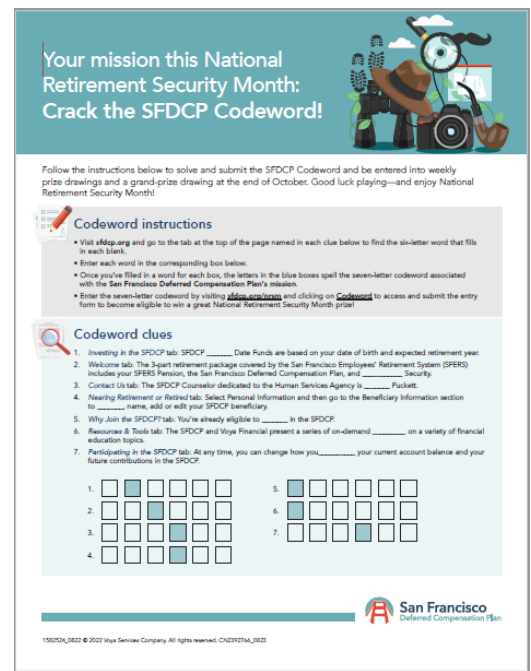 Your mission this National
Retirement Security Month:
Crack the SFDCP Codeword!
Follow the instructions below to solve and submit the SFDCP Codeword and be entered into weekly
prize drawings and a grand-prize drawing at the end of October. Good luck playing—and enjoy National
Retirement Security Month!
Codeword instructions
• Visit sfdcp.org and go to the tab at the top of the page named in each clue below to find the six-letter word that fills
in each blank.
• Enter each word in the corresponding box below.
• Once you've filled in a word for each box, the letters in the blue boxes spell the seven-letter codeword associated
with the San Francisco Deferred Compensation Plan's mission.
• Enter the seven-letter codeword by visiting sfdcp.org/nrsm and clicking on Codeword to access and submit the entry
form to become eligible to win a great National Retirement Security Month prize!
Codeword clues
1. Investing in the SFDCP tab: SFDCP ______ Date Funds are based on your date of birth and expected retirement year.
2. Welcome tab: The 3-part retirement package covered by the San Francisco Employees' Retirement System (SFERS)
includes your SFERS Pension, the San Francisco Deferred Compensation Plan, and _________ Security.
3. Contact Us tab: The SFDCP Counselor dedicated to the Human Services Agency is ______ Puckett.
4. Nearing Retirement or Retired tab: Select Personal Information and then go to the Beneficiary Information section
to ______, name, add or edit your SFDCP beneficiary.
5. Why Join the SFDCP? tab: You're already eligible to ______ in the SFDCP.
6. Resources & Tools tab: The SFDCP and Voya Financial present a series of on-demand ________ on a variety of financial
education topics.
7. Participating in the SFDCP tab: At any time, you can change how you________ your current account balance and your
future contributions in the SFDCP.
1.
2.
3.
4.
5.
6.
7.
San Francisco
Deferred Compensation Plan
1582524_0822 © 2022 Voya Services Company. All rights reserved. CN2392766_0823